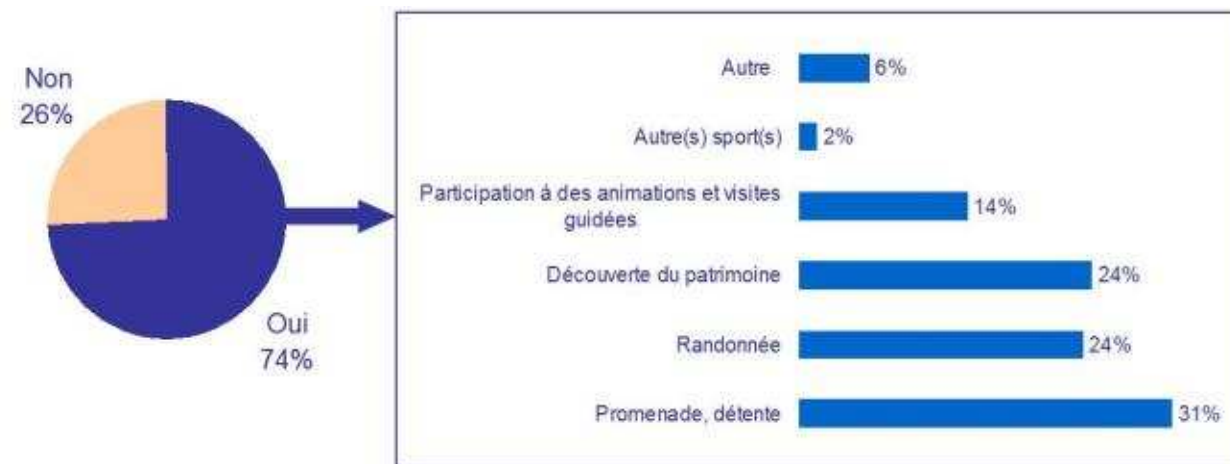 Non
26%
Oui
74%
Autre 6%
Autre(s) sport(s) 2%
Participation à des animations et visites
guidées 14%
Découverte du patrimoine 24%
Randonnée 24%
Promenade, détente 31%